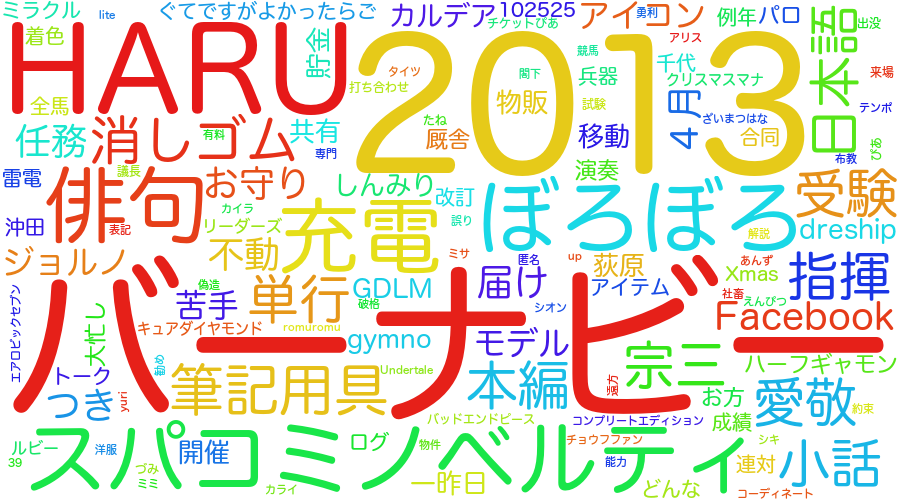 ミラクル
lite
ぐてですがよかったらご
カルデア
102525
アイコン
勇利
例年
パロ
出没
着色
HARU
貯金
タイツ
打ち合わせ
2013
チケットぴあ
競馬
アリス
閣下
兵器
千代
クリスマスマナ
日本語
来場
全馬
物販
試験
4月
ざいまつはな
テンポ
任務
消しゴム
有料
共有
専門
たね
厩舎
移動
合同
布教
ぴあ
雷電
俳句
議長
お守り
しんみり
演奏
改訂
ぼろぼろ
受験
沖田
表記
カイラ
リーダーズ
充電
誤り
解説
dreship
ジョルノ
不動
ミサ
up
荻原
あんず
Xmas
指揮
エアロピックセブン
偽造
単行
破格
GDLM
届け
匿名
アイテム
社畜
えんぴつ
苦手
シオン
Facebook
大忙し
キュアダイヤモンド
romuromu
gymno
モデル
バーナビー
トーク
勧め
Undertale
本編
宗三
ハーフギャモン
つき
yuri
筆記用具
遠方
お方
愛敬
約束
バッドエンドピース
コンプリートエディション
成績
ルビー
洋服
39
スパコミノベルティ
開催
ログ
物件
チョウフファン
シキ
づみ
ミミ
カライ
一昨日
能力
どんな
連対
小話
コーディネート